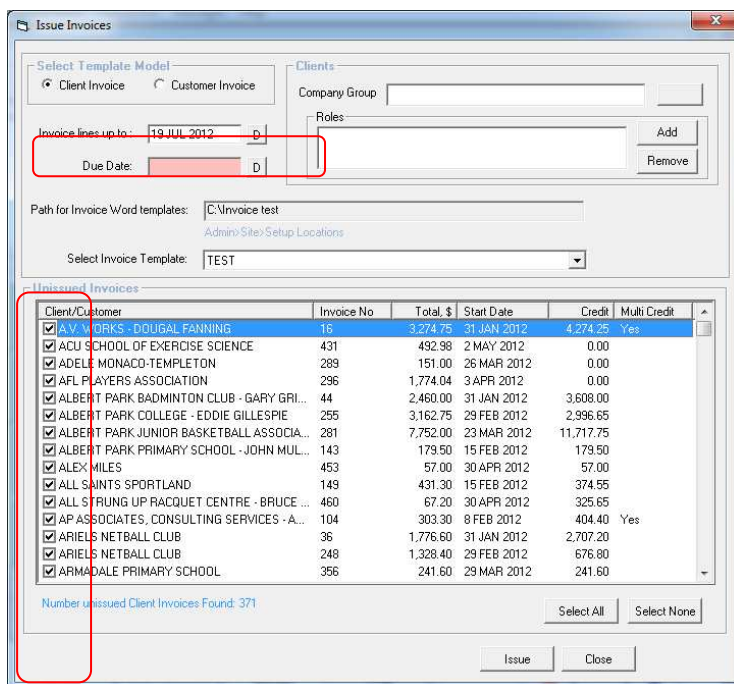 Issue Invoices
Select Template Model
Client Invoice Customer Invoice
Clients
Company Group
Roles
Add
Remove
Invoice lines up to : 19 JUL 2012 D
Due Date: D
Path for Invoice Word templates: C:\Invoice test
Admin>Site>Setup Locations
Select Invoice Template: TEST
Unissued Invoices
Client/Customer Invoice No Total, $ Start Date Credit Multi Credit
A.V. WORKS - DOUGAL FANNING 16 3,274.75 31 JAN 2012 4,274.25 Yes
ACU SCHOOL OF EXERCISE SCIENCE 431 492.98 2 MAY 2012 0.00
ADELE MONACO-TEMPLETON 289 151.00 26 MAR 2012 0.00
AFL PLAYERS ASSOCIATION 296 1,774.04 3 APR 2012 0.00
ALBERT PARK BADMINTON CLUB - GARY GRI... 44 2,460.00 31 JAN 2012 3,608.00
ALBERT PARK COLLEGE - EDDIE GILLESPIE 255 3,162.75 29 FEB 2012 2,996.65
ALBERT PARK JUNIOR BASKETBALL ASSOCIA... 281 7,752.00 23 MAR 2012 11,717.75
ALBERT PARK PRIMARY SCHOOL - JOHN MUL... 143 179.50 15 FEB 2012 179.50
ALEX MILES 453 57.00 30 APR 2012 57.00
ALL SAINTS SPORTLAND 149 431.30 15 FEB 2012 374.55
ALL STRUNG UP RACQUET CENTRE - BRUCE ... 460 67.20 30 APR 2012 325.65
AP ASSOCIATES, CONSULTING SERVICES - A... 104 303.30 8 FEB 2012 404.40 Yes
ARIELS NETBALL CLUB 36 1,776.60 31 JAN 2012 2,707.20
ARIELS NETBALL CLUB 248 1,328.40 29 FEB 2012 676.80
ARMADALE PRIMARY SCHOOL 356 241.60 29 MAR 2012 241.60
Number unissued Client Invoices Found: 371
Select All Select None
Issue Close